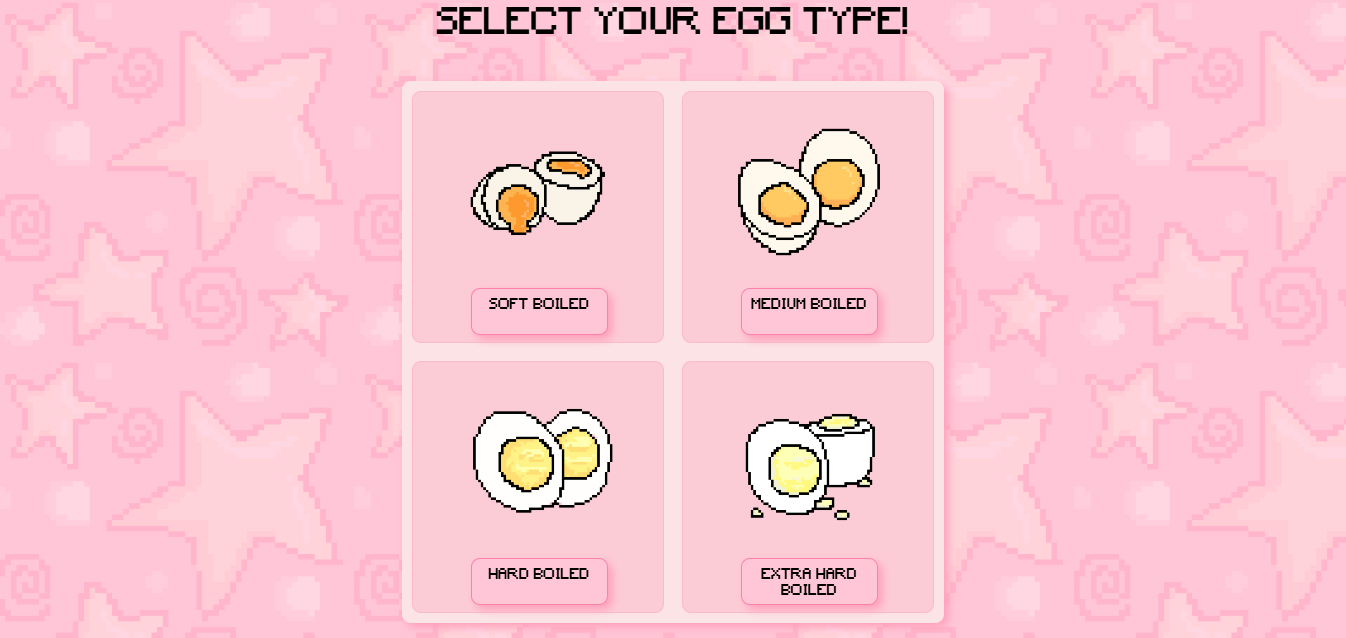 SELECT YOUR EGG TYPE!
SOFT BOILED
MEDIUM BOILED
HARD BOILED
EXTRA HARD
BOILED